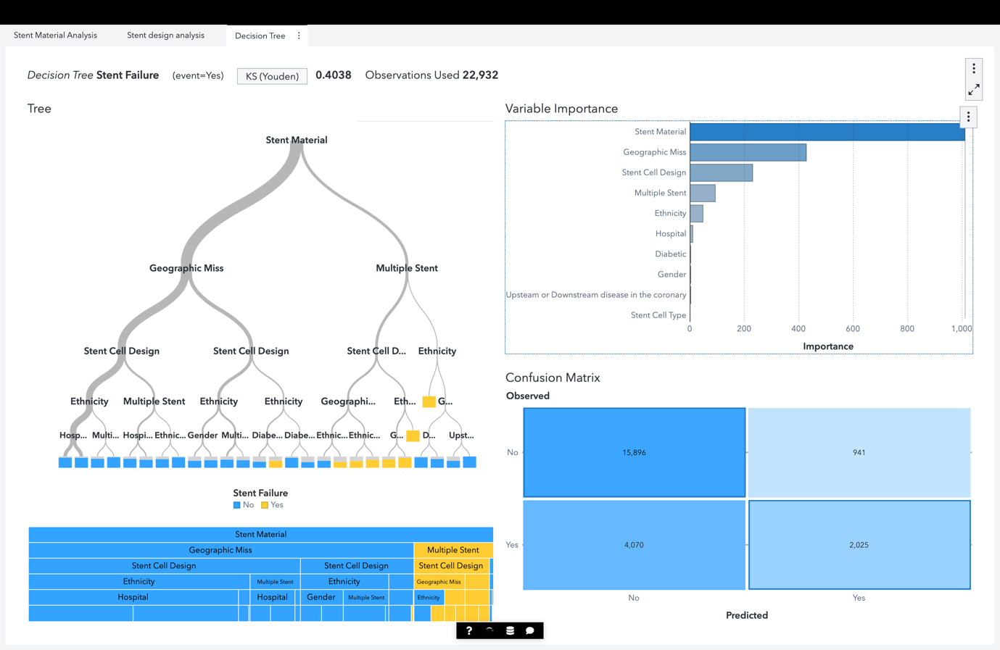 Stent Material Analysis
Stent design analysis
Decision Tree
Decision Tree Stent Failure (event=Yes) KS (Youden) 0.4038 Observations Used 22,932
Tree
Stent Material
Geographic Miss
Multiple Stent
Stent Cell Design
Stent Cell Design
Stent Cell D...
Ethnicity
Ethnicity
Multiple Stent
Ethnicity
Ethnicity
Geographi...
Eth...
G...
Hosp...
Multi...
Hospi...
Ethnic...
Gender
Multi...
Diabe...
Diabe...
Ethnic...
Ethnic...
G...
D...
Upst...
Stent Failure
No
Yes
Stent Material
Geographic Miss
Multiple Stent
Stent Cell Design
Stent Cell Design
Stent Cell Design
Ethnicity
Multiple Stent
Ethnicity
Geographic Miss
Hospital
Hospital
Gender
Multiple Stent
Ethnicity
Variable Importance
Stent Material
Geographic Miss
Stent Cell Design
Multiple Stent
Ethnicity
Hospital
Diabetic
Gender
Upsteam or Downstream disease in the coronary
Stent Cell Type
0 200 400 600 800 1,000
Importance
Confusion Matrix
Observed
No
15,896
941
Yes
4,070
2,025
No
Yes
Predicted
?